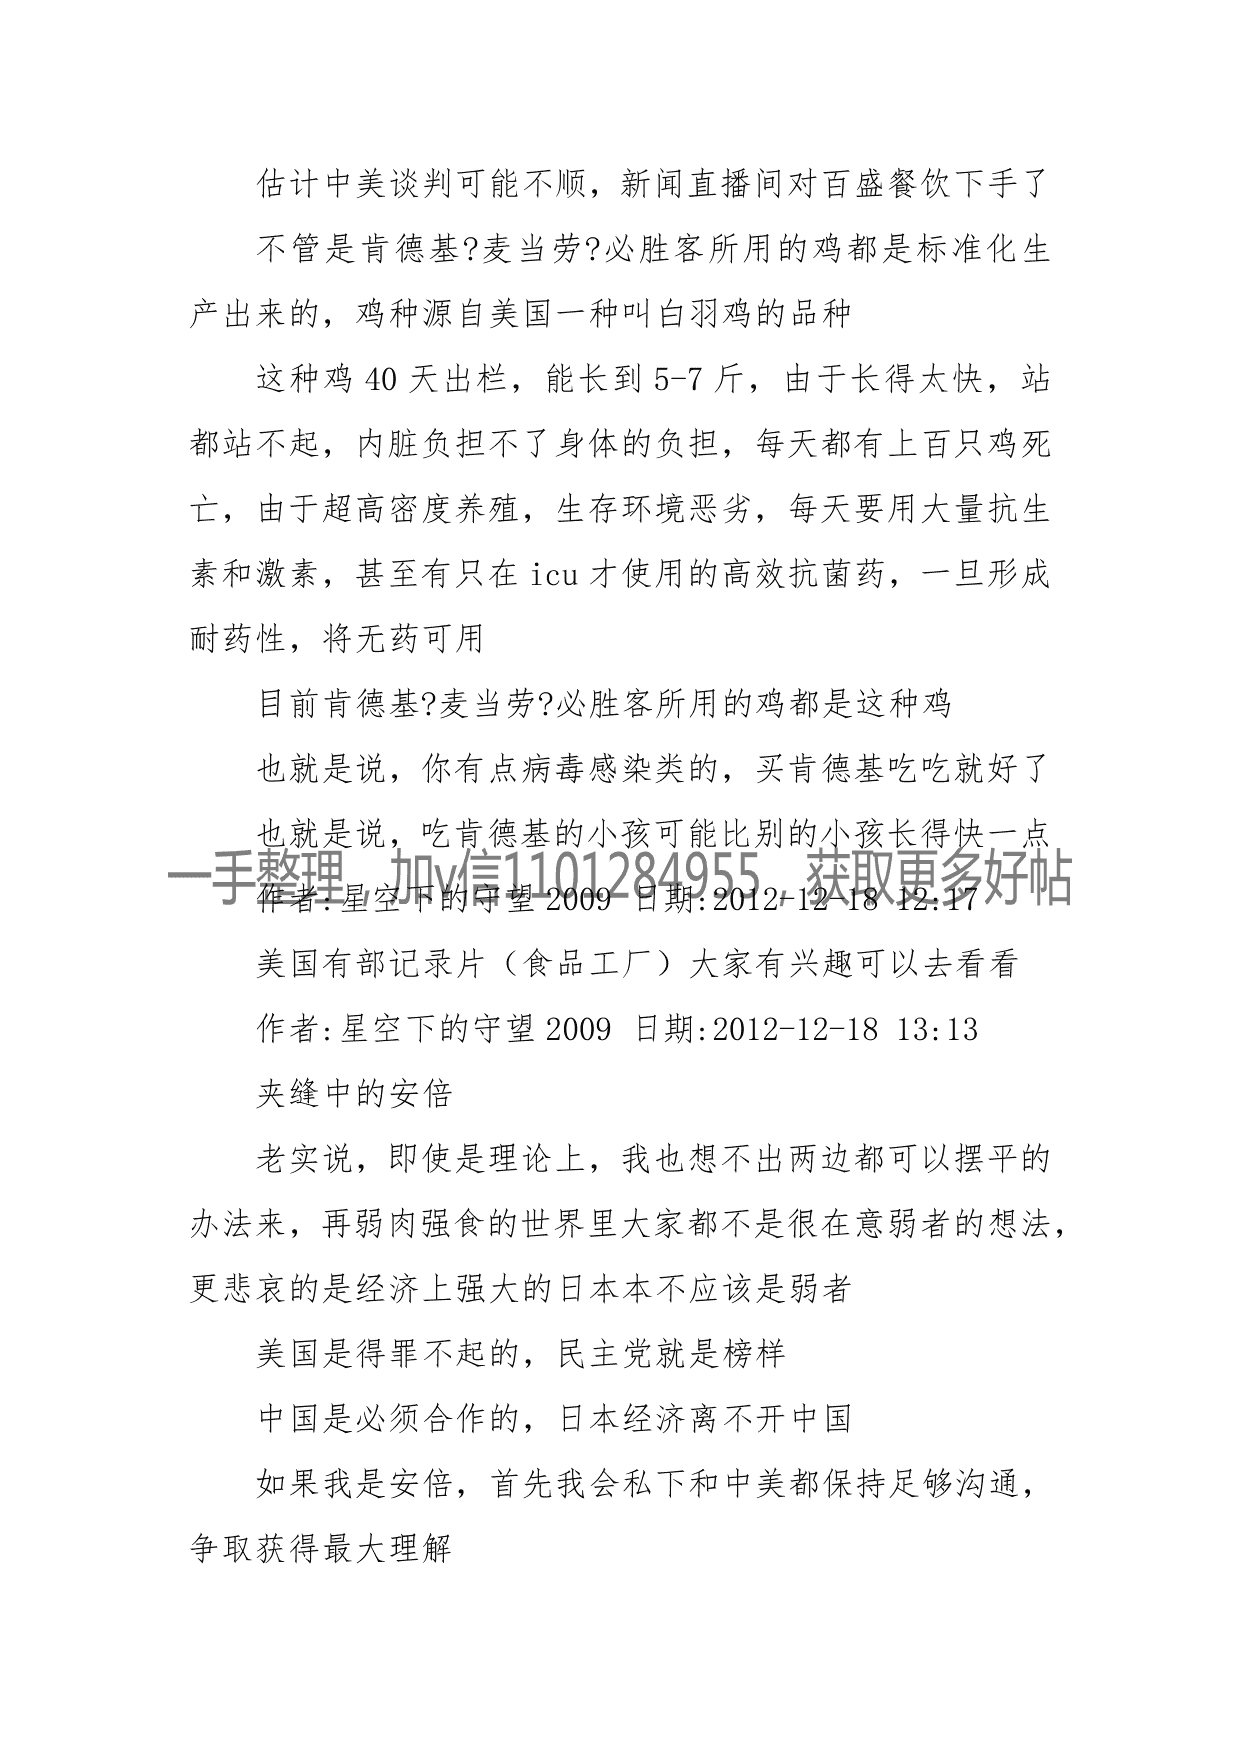 估计中美谈判可能不顺，新闻直播间对百盛餐饮下手了
不管是肯德基?麦当劳?必胜客所用的鸡都是标准化生
产出来的，鸡种源自美国一种叫白羽鸡的品种
这种鸡 40 天出栏，能长到 5-7 斤，由于长得太快，站
都站不起，内脏负担不了身体的负担，每天都有上百只鸡死
亡，由于超高密度养殖，生存环境恶劣，每天要用大量抗生
素和激素，甚至有只在 icu 才使用的高效抗菌药，一旦形成
耐药性，将无药可用
目前肯德基?麦当劳?必胜客所用的鸡都是这种鸡
也就是说，你有点病毒感染类的，买肯德基吃吃就好了
也就是说，吃肯德基的小孩可能比别的小孩长得快一点
一手整理，加v信1101284955，获取更多好帖
作者:星空下的守望 2009 日期:2012-12-18 12:17
美国有部记录片（食品工厂）大家有兴趣可以去看看
作者:星空下的守望 2009 日期:2012-12-18 13:13
夹缝中的安倍
老实说，即使是理论上，我也想不出两边都可以摆平的
办法来，再弱肉强食的世界里大家都不是很在意弱者的想法，
更悲哀的是经济上强大的日本本不应该是弱者
美国是得罪不起的，民主党就是榜样
中国是必须合作的，日本经济离不开中国
如果我是安倍，首先我会私下和中美都保持足够沟通，
争取获得最大理解